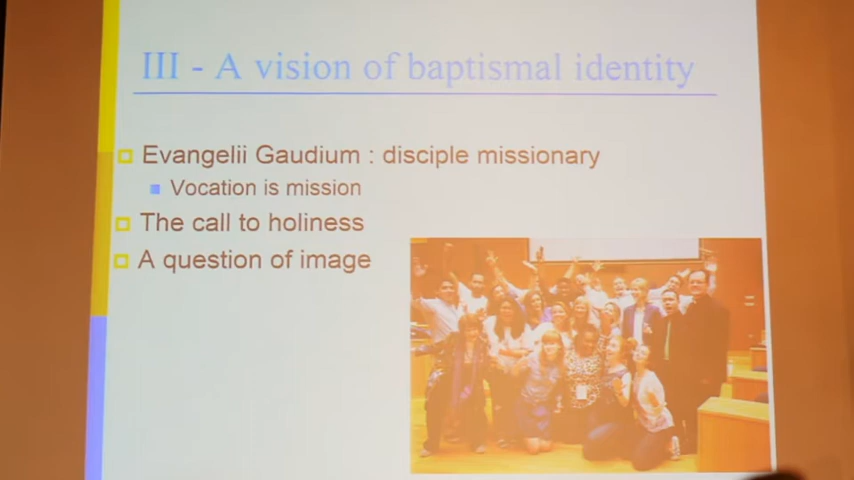 III - A vision of baptismal identity
Evangelii Gaudium : disciple missionary
Vocation is mission
The call to holiness
A question of image